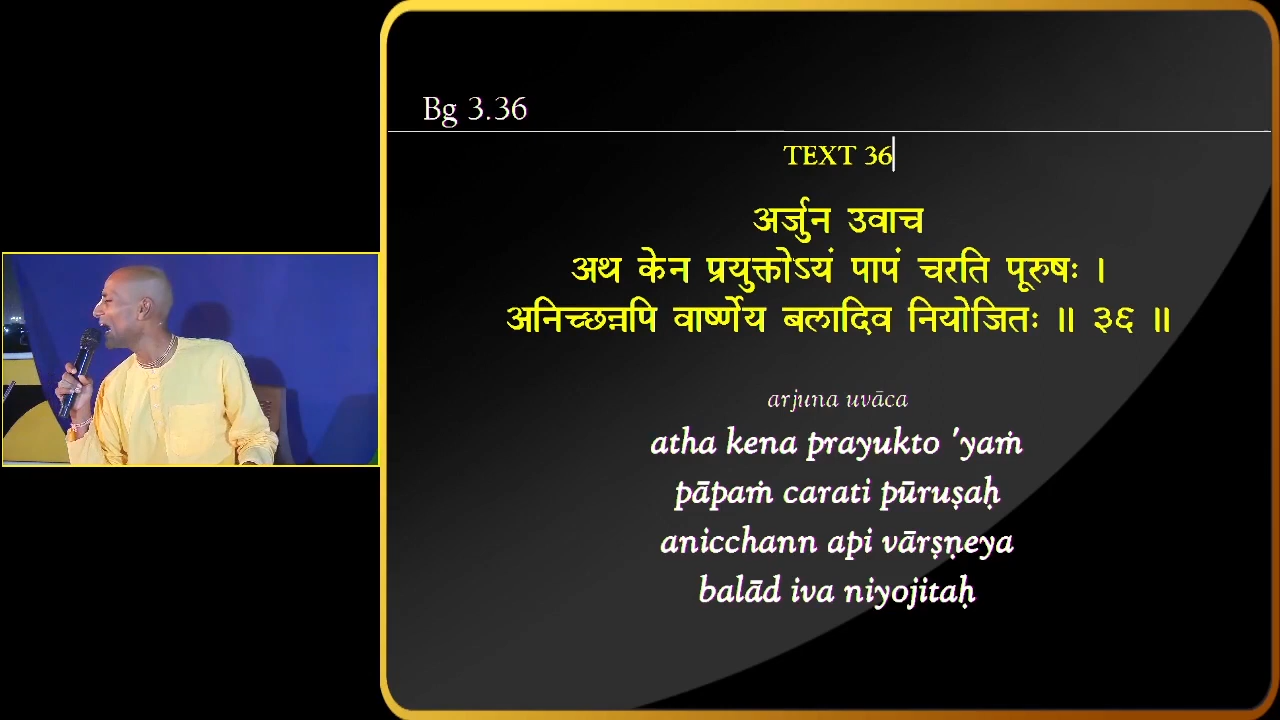 Bg 3.36
TEXT 36
अर्जुन उवाच
अथ केन प्रयुक्तोऽयं पापं चरति पूरुषः ।
अनिच्छन्नपि वार्ष्णेय बलादिव नियोजितः ॥ ३६ ॥
arjuna uvāca
atha kena prayukto 'yaṁ
pāpaṁ carati pūruṣaḥ
anicchann api vārṣṇeya
balād iva niyojitaḥ